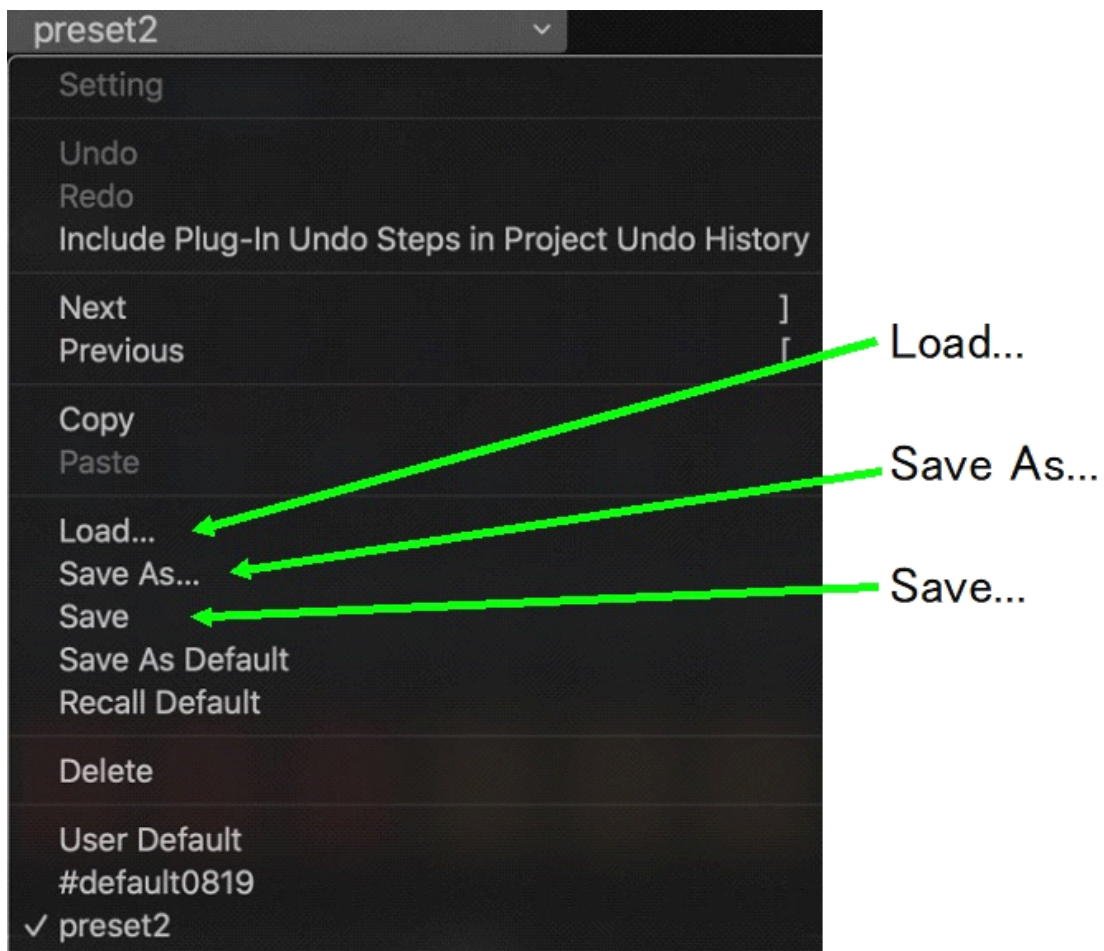 preset2
Setting
Undo
Redo
Include Plug-In Undo Steps in Project Undo History
Next ]
Previous [
Copy
Paste
Load...
Save As...
Save
Save As Default
Recall Default
Delete
User Default
#default0819
✓ preset2
Load...
Save As...
Save...